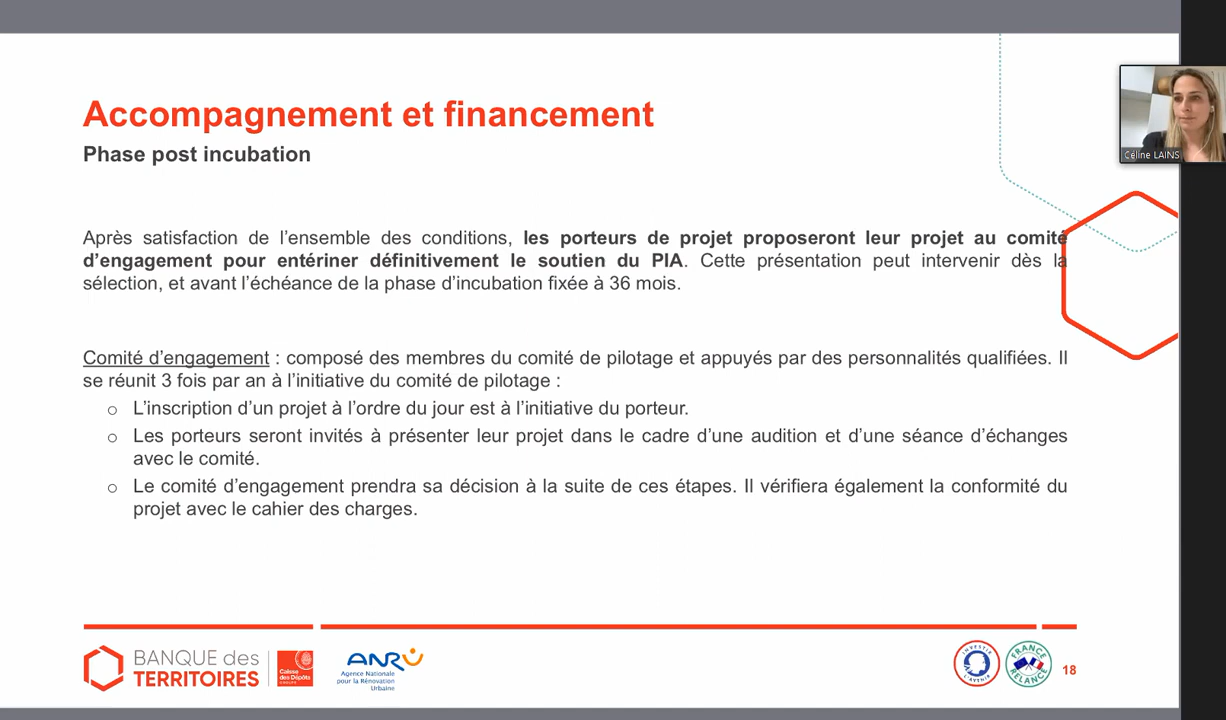 Accompagnement et financement
Phase post incubation
Après satisfaction de l’ensemble des conditions, les porteurs de projet proposeront leur projet au comité
d’engagement pour entériner définitivement le soutien du PIA. Cette présentation peut intervenir dès la
sélection, et avant l’échéance de la phase d’incubation fixée à 36 mois.
Comité d’engagement : composé des membres du comité de pilotage et appuyés par des personnalités qualifiées. Il
se réunit 3 fois par an à l’initiative du comité de pilotage :
o L’inscription d’un projet à l’ordre du jour est à l’initiative du porteur.
o Les porteurs seront invités à présenter leur projet dans le cadre d’une audition et d’une séance d’échanges
avec le comité.
o Le comité d’engagement prendra sa décision à la suite de ces étapes. Il vérifiera également la conformité du
projet avec le cahier des charges.
Céline LAINS
BANQUE des
TERRITOIRES
Caisse
des Dépôts
GROUPE
ANRU
Agence Nationale
pour la Rénovation
Urbaine
INVESTIR
L'AVENIR
FRANCE
RELANCE
18